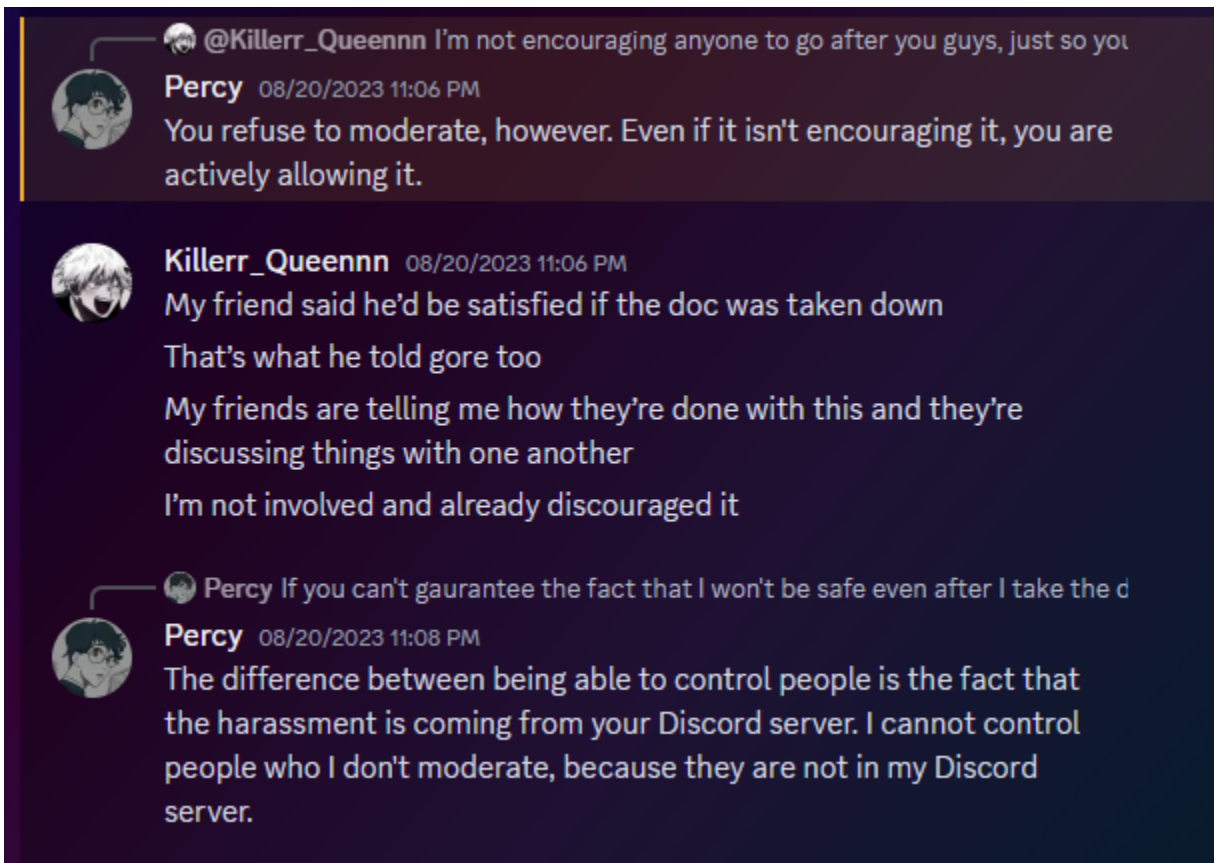 @Killerr_Queennn I'm not encouraging anyone to go after you guys, just so you
Percy 08/20/2023 11:06 PM
You refuse to moderate, however. Even if it isn't encouraging it, you are
actively allowing it.
Killerr_Queennn 08/20/2023 11:06 PM
My friend said he'd be satisfied if the doc was taken down
That's what he told gore too
My friends are telling me how they're done with this and they're
discussing things with one another
I'm not involved and already discouraged it
Percy If you can't gaurantee the fact that I won't be safe even after I take the d
Percy 08/20/2023 11:08 PM
The difference between being able to control people is the fact that
the harassment is coming from your Discord server. I cannot control
people who I don't moderate, because they are not in my Discord
server.